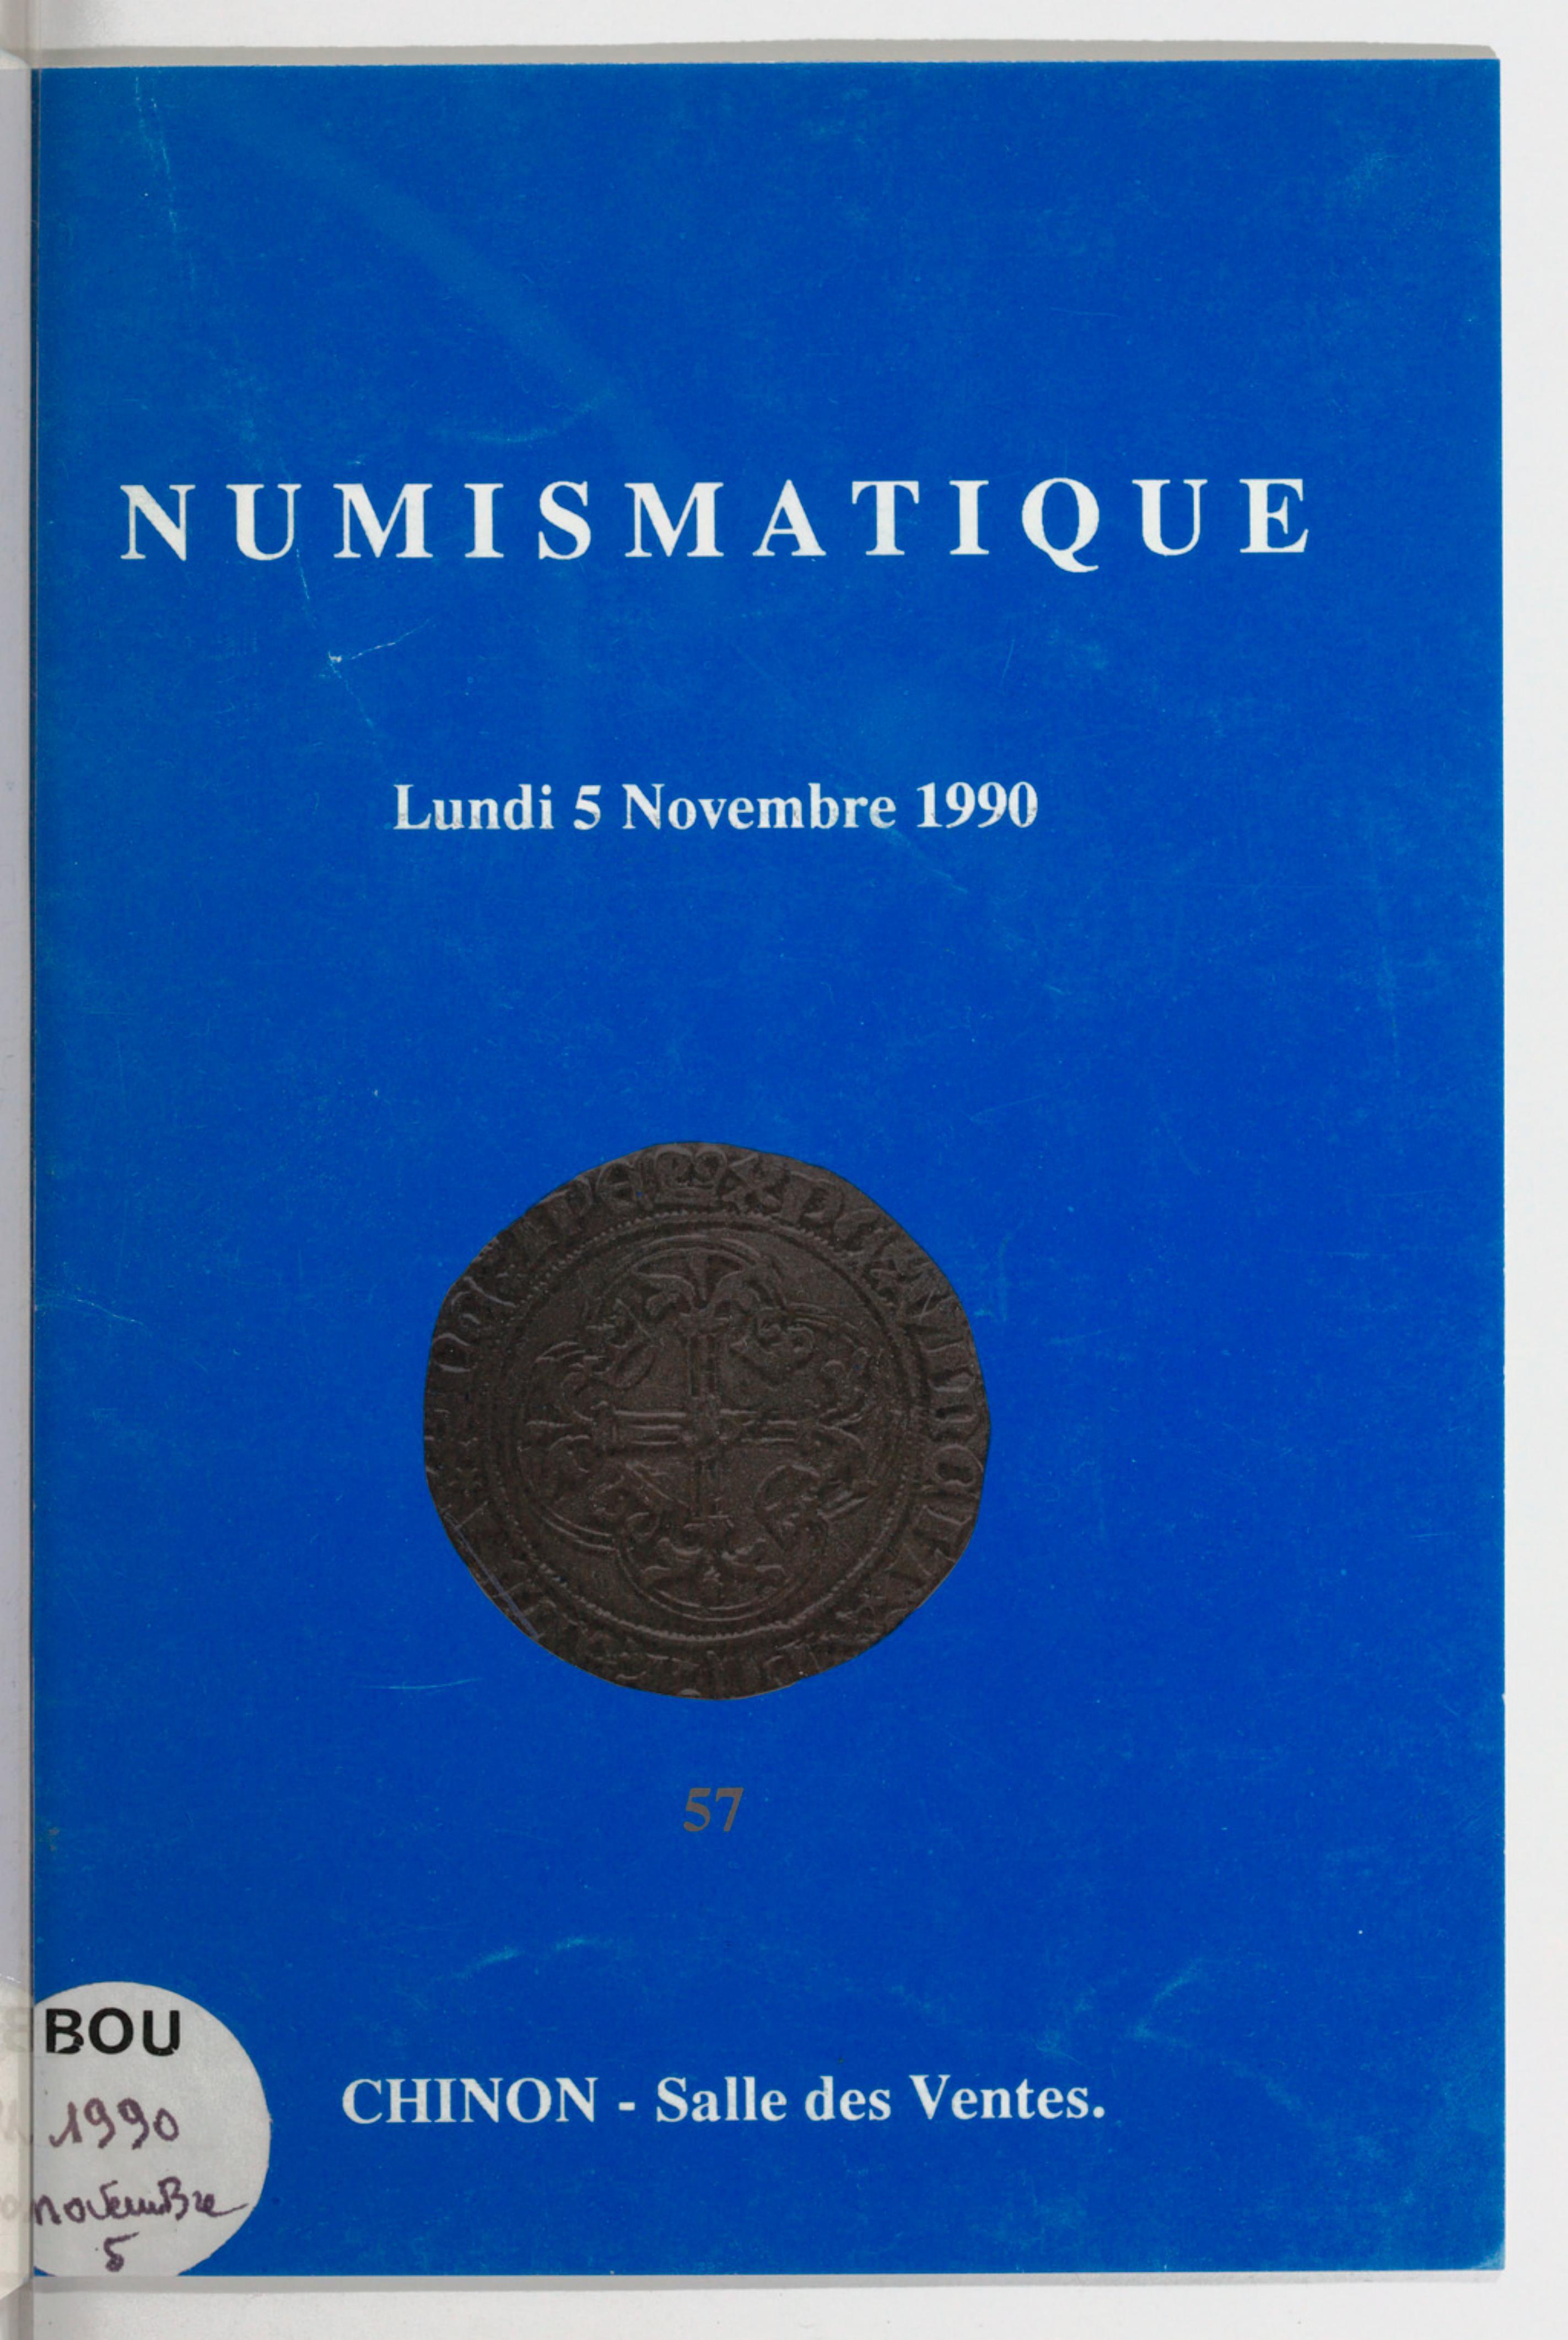 NUMISMATIQUE
Lundi 5 Novembre 1990
57
CHINON - Salle des Ventes.
BOU
1990
novembre
5